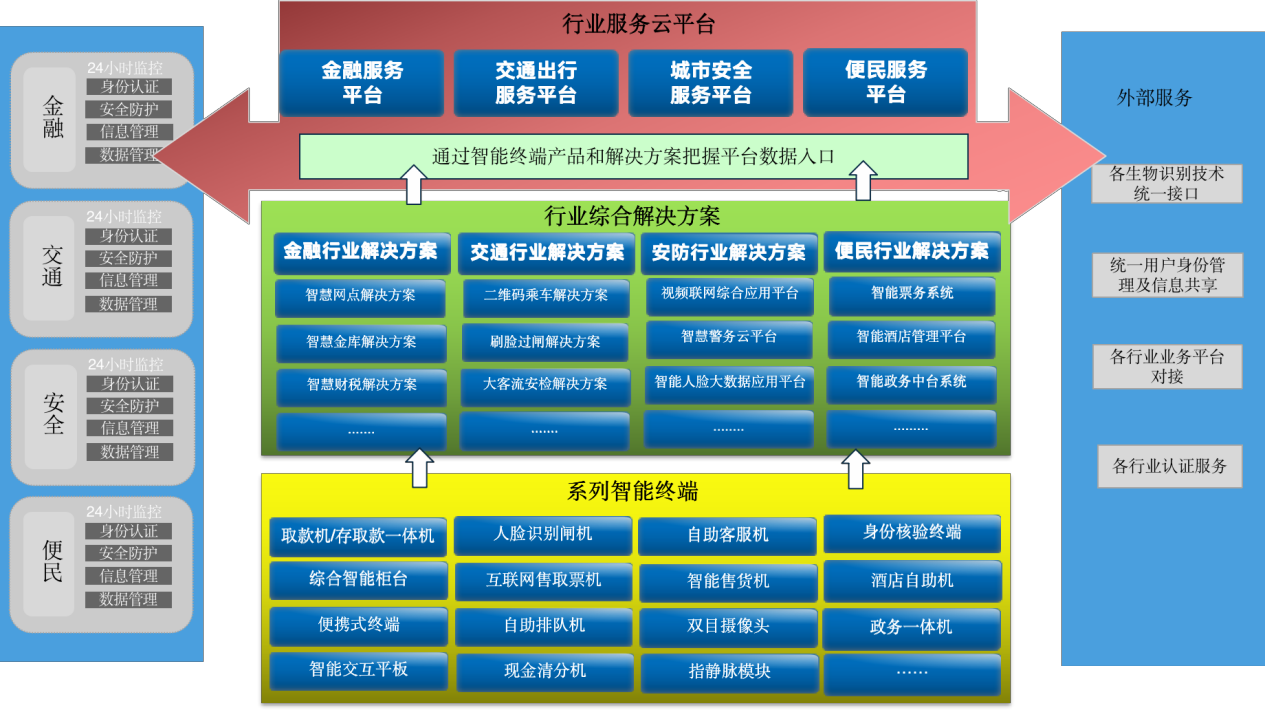 行业服务云平台
金融服务
平台
交通出行
服务平台
城市安全
服务平台
便民服务
平台
通过智能终端产品和解决方案把握平台数据入口
金融
24小时监控
身份认证
安全防护
信息管理
数据管理
交通
24小时监控
身份认证
安全防护
信息管理
数据管理
安全
24小时监控
身份认证
安全防护
信息管理
数据管理
便民
24小时监控
身份认证
安全防护
信息管理
数据管理
行业综合解决方案
金融行业解决方案
交通行业解决方案
安防行业解决方案
便民行业解决方案
智慧网点解决方案
二维码乘车解决方案
视频联网综合应用平台
智能票务系统
智慧金库解决方案
刷脸过闸解决方案
智慧警务云平台
智能酒店管理平台
智慧财税解决方案
大客流安检解决方案
智能人脸大数据应用平台
智能政务中台系统
.......
.......
........
.........
系列智能终端
取款机/存取款一体机
人脸识别闸机
自助客服机
身份核验终端
综合智能柜台
互联网售取票机
智能售货机
酒店自助机
便携式终端
自助排队机
双目摄像头
政务一体机
智能交互平板
现金清分机
指静脉模块
······
外部服务
各生物识别技术
统一接口
统一用户身份管
理及信息共享
各行业业务平台
对接
各行业认证服务